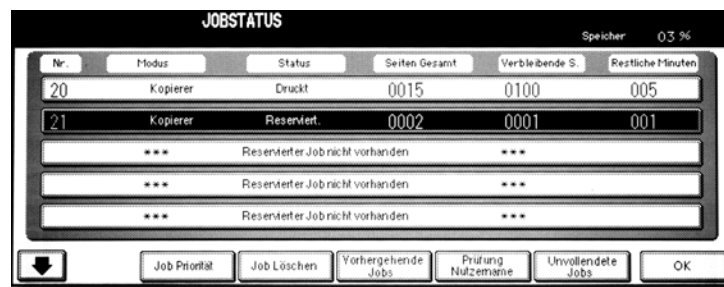 JOBSTATUS
Speicher 03 %
Nr. Modus Status Seiten Gesamt Verbleibende S. Restliche Minuten
20 Kopierer Druckt 0015 0100 005
21 Kopierer Reserviert. 0002 0001 001
*** Reservierter Job nicht vorhanden ***
*** Reservierter Job nicht vorhanden ***
*** Reservierter Job nicht vorhanden ***
Job Priorität Job Löschen Vorhergehende Jobs Prüfung Nutzername Unvollendete Jobs OK